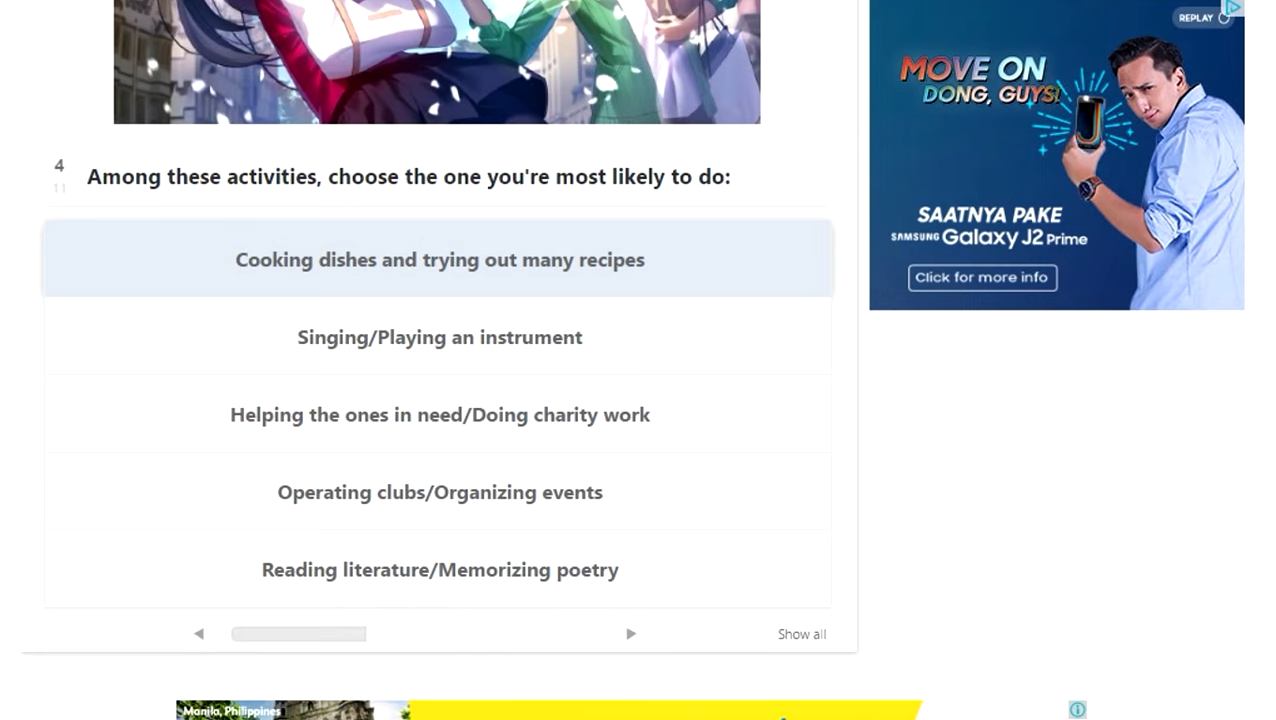 REPLAY
MOVE ON
DONG, GUYS!
SAATNYA PAKE
SAMSUNG Galaxy J2 Prime
Click for more info
4
11
Among these activities, choose the one you're most likely to do:
Cooking dishes and trying out many recipes
Singing/Playing an instrument
Helping the ones in need/Doing charity work
Operating clubs/Organizing events
Reading literature/Memorizing poetry
Show all
Manila, Philippines